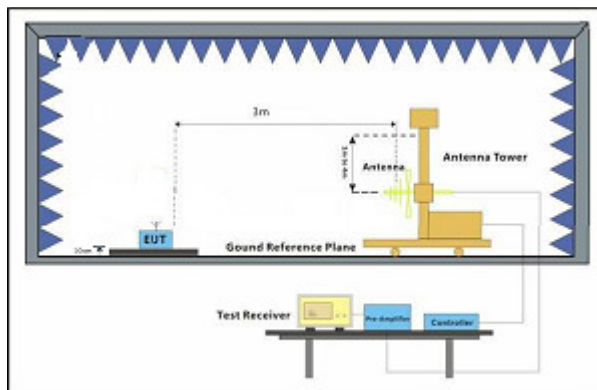 3m
Antenna
Antenna Tower
EUT
Gound Reference Plane
Test Receiver
Pre-Amplifier
Controller